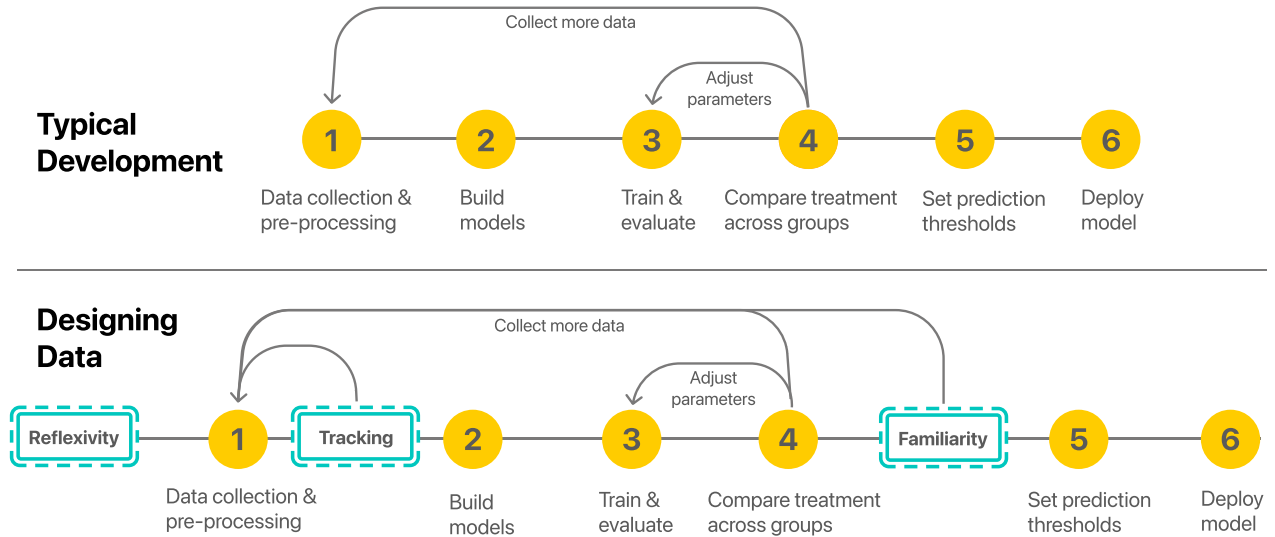 Collect more data
Adjust
parameters
Typical
Development
1
2
3
4
5
6
Data collection &
pre-processing
Build
models
Train &
evaluate
Compare treatment
across groups
Set prediction
thresholds
Deploy
model
Designing
Data
Collect more data
Adjust
parameters
Reflexivity
1
Tracking
2
3
4
Familiarity
5
6
Data collection &
pre-processing
Build
models
Train &
evaluate
Compare treatment
across groups
Set prediction
thresholds
Deploy
model